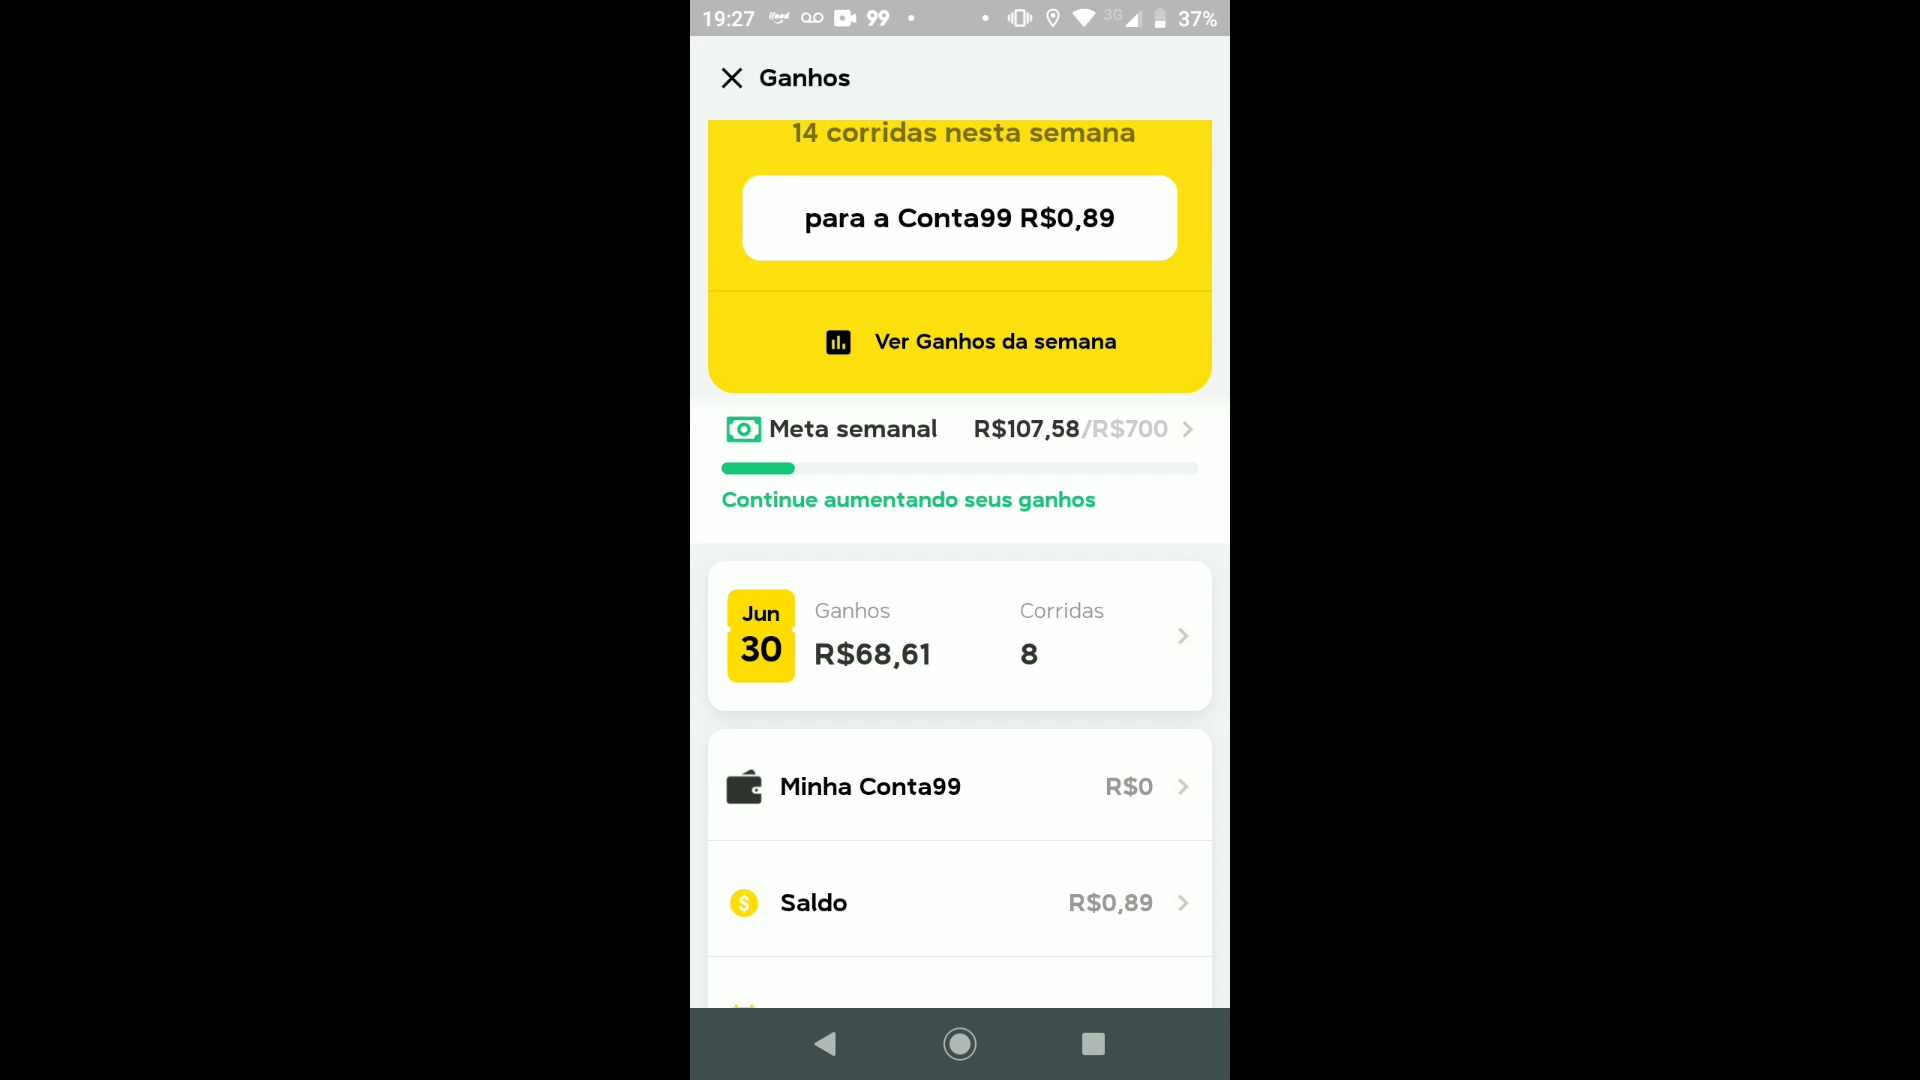 19:27 ifood 99 3G 37%
Ganhos
14 corridas nesta semana
para a Conta99 R$0,89
Ver Ganhos da semana
Meta semanal R$107,58/R$700
Continue aumentando seus ganhos
Jun
30
Ganhos
R$68,61
Corridas
8
Minha Conta99 R$0
Saldo R$0,89